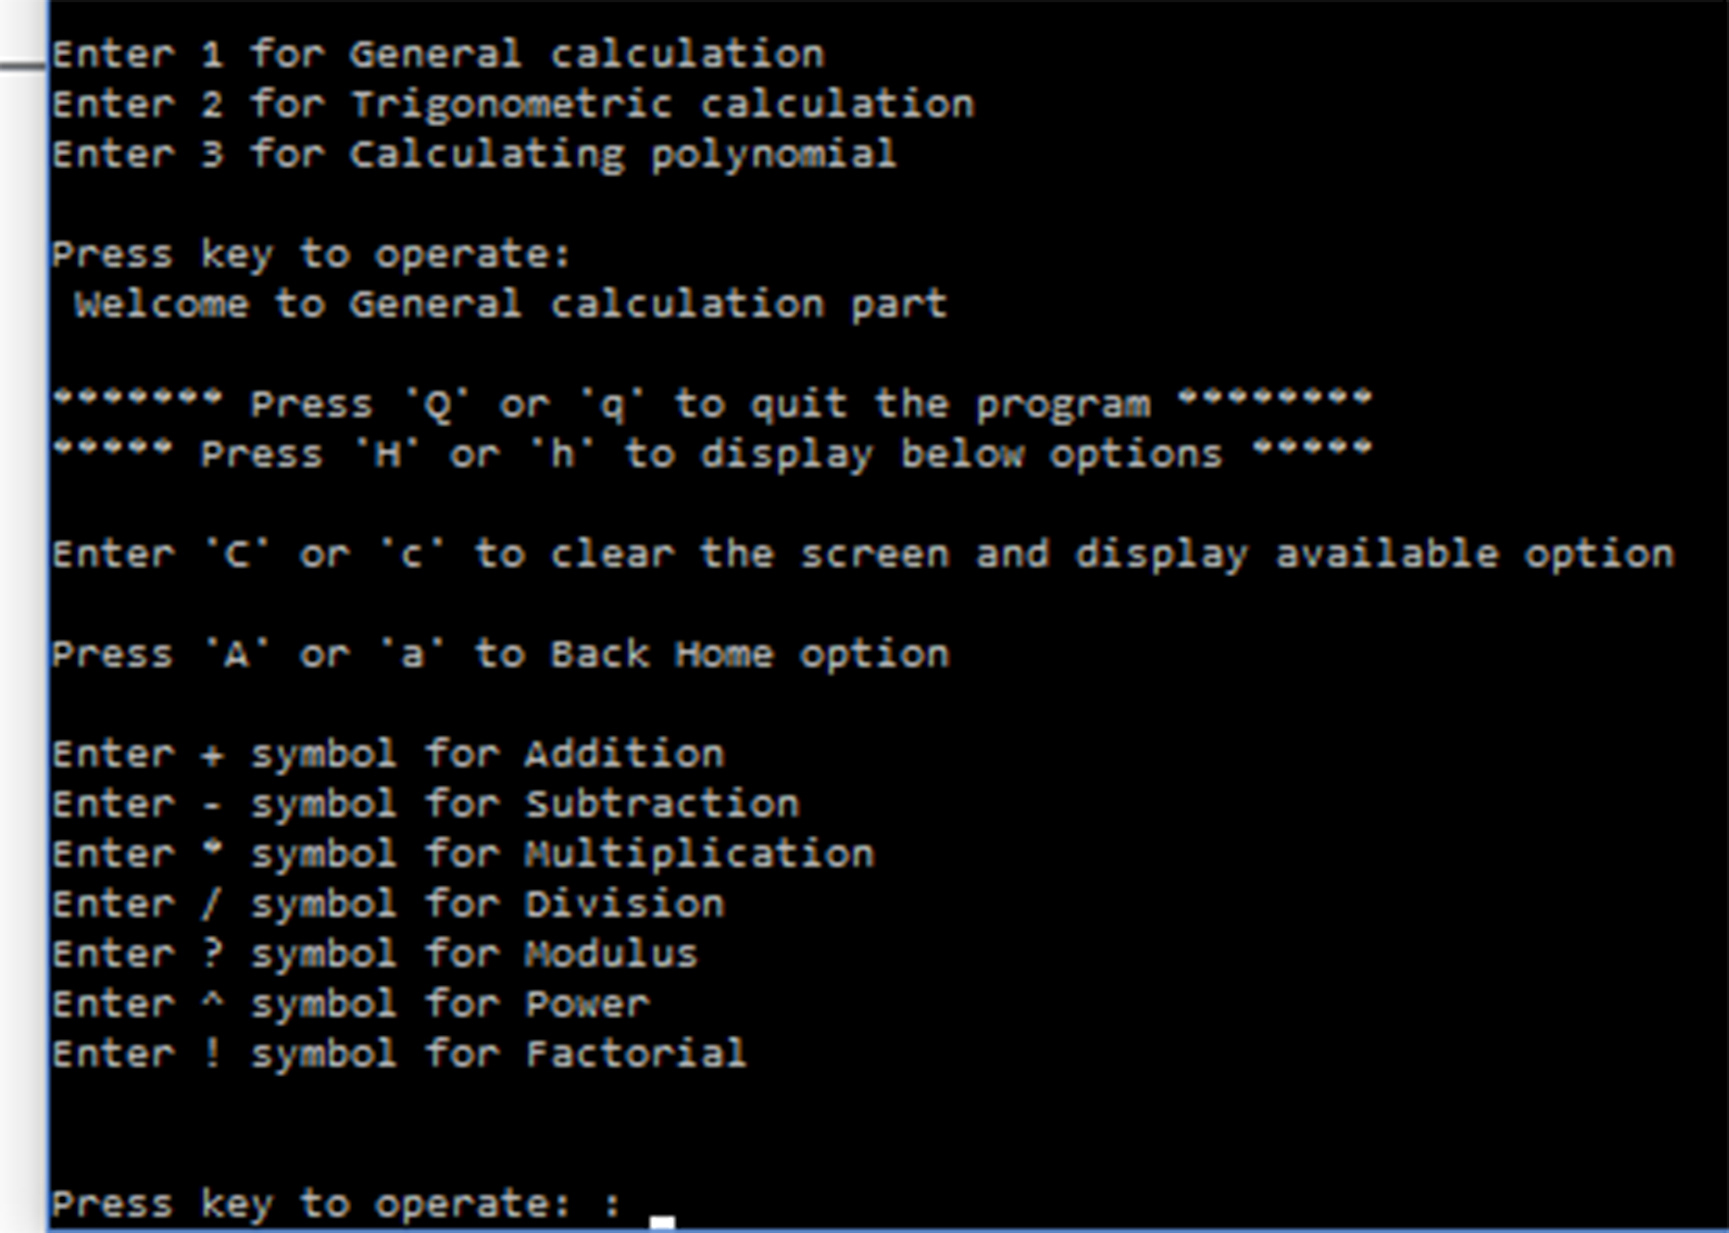 Enter 1 for General calculation
Enter 2 for Trigonometric calculation
Enter 3 for Calculating polynomial
Press key to operate:
Welcome to General calculation part
******* Press 'Q' or 'q' to quit the program ********
***** Press 'H' or 'h' to display below options *****
Enter 'C' or 'c' to clear the screen and display available option
Press 'A' or 'a' to Back Home option
Enter + symbol for Addition
Enter - symbol for Subtraction
Enter * symbol for Multiplication
Enter / symbol for Division
Enter ? symbol for Modulus
Enter ^ symbol for Power
Enter ! symbol for Factorial
Press key to operate: :